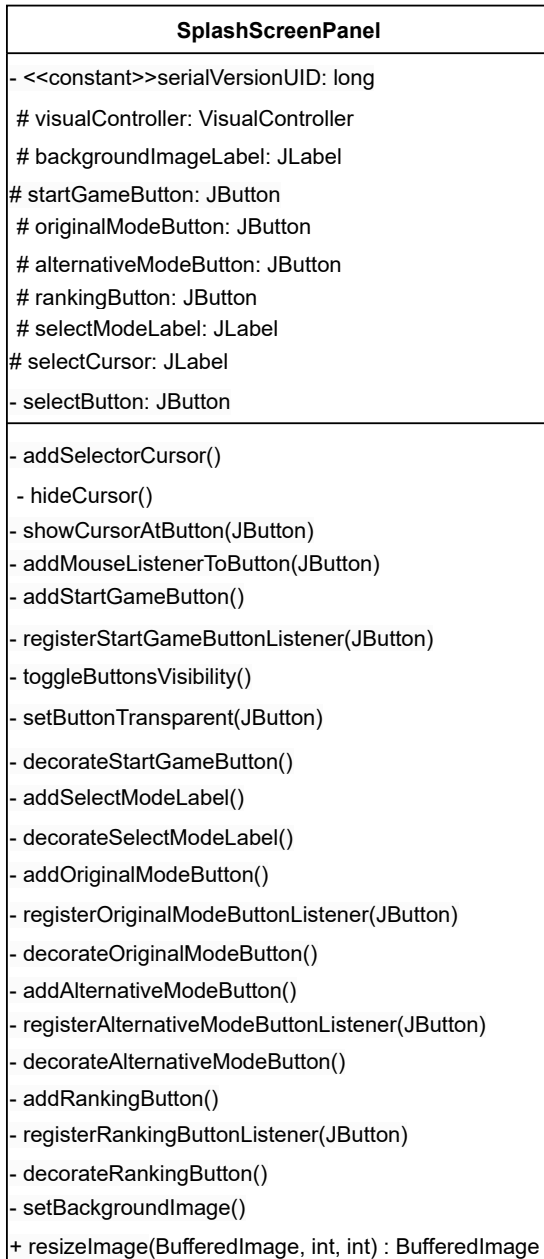 SplashScreenPanel
- <<constant>>serialVersionUID: long
# visualController: VisualController
# backgroundImageLabel: JLabel
# startGameButton: JButton
# originalModeButton: JButton
# alternativeModeButton: JButton
# rankingButton: JButton
# selectModeLabel: JLabel
# selectCursor: JLabel
- selectButton: JButton
- addSelectorCursor()
- hideCursor()
- showCursorAtButton(JButton)
- addMouseListenerToButton(JButton)
- addStartGameButton()
- registerStartGameButtonListener(JButton)
- toggleButtonsVisibility()
- setButtonTransparent(JButton)
- decorateStartGameButton()
- addSelectModeLabel()
- decorateSelectModeLabel()
- addOriginalModeButton()
- registerOriginalModeButtonListener(JButton)
- decorateOriginalModeButton()
- addAlternativeModeButton()
- registerAlternativeModeButtonListener(JButton)
- decorateAlternativeModeButton()
- addRankingButton()
- registerRankingButtonListener(JButton)
- decorateRankingButton()
- setBackgroundImage()
+ resizeImage(BufferedImage, int, int) : BufferedImage